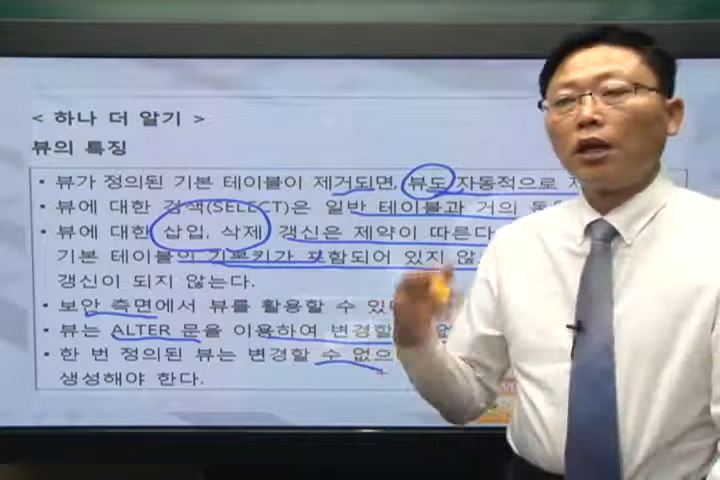 < 하나 더 알기 >
뷰의 특징
• 뷰가 정의된 기본 테이블이 제거되면, 뷰도 자동적으로
• 뷰에 대한 검색(SELECT)은 일반 테이블과 거의
• 뷰에 대한 삽입, 삭제, 갱신은 제약이 따른다
기본 테이블의 기본키가 포함되어 있지
갱신이 되지 않는다.
• 보안 측면에서 뷰를 활용할 수
• 뷰는 ALTER 문을 이용하여 변경할
• 한 번 정의된 뷰는 변경할 수
생성해야 한다.